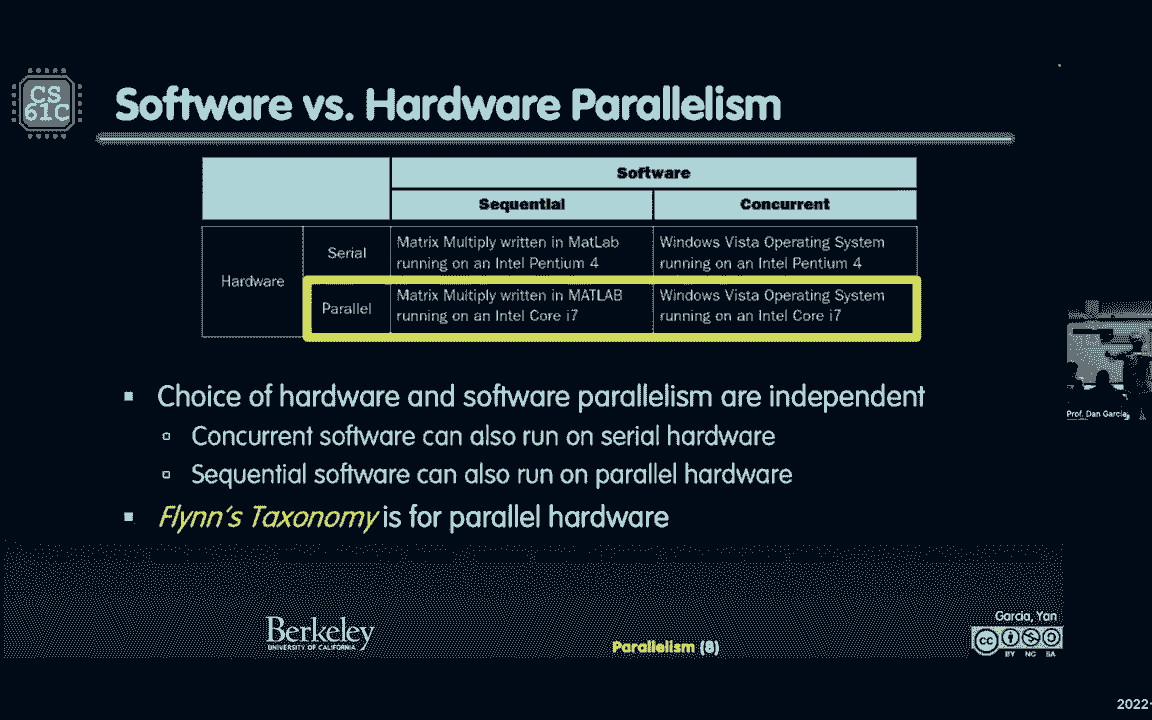 CS
61C
Software vs. Hardware Parallelism
Software
Sequential
Concurrent
Hardware
Serial
Matrix Multiply written in MatLab
running on an Intel Pentium 4
Windows Vista Operating System
running on an Intel Pentium 4
Parallel
Matrix Multiply written in MATLAB
running on an Intel Core i7
Windows Vista Operating System
running on an Intel Core i7
Choice of hardware and software parallelism are independent
Concurrent software can also run on serial hardware
Sequential software can also run on parallel hardware
Flynn's Taxonomy is for parallel hardware
Prof. Dan Garcia
Berkeley
UNIVERSITY OF CALIFORNIA
Parallelism (8)
Garcia, Yan
cc
BY NC SA
2022-